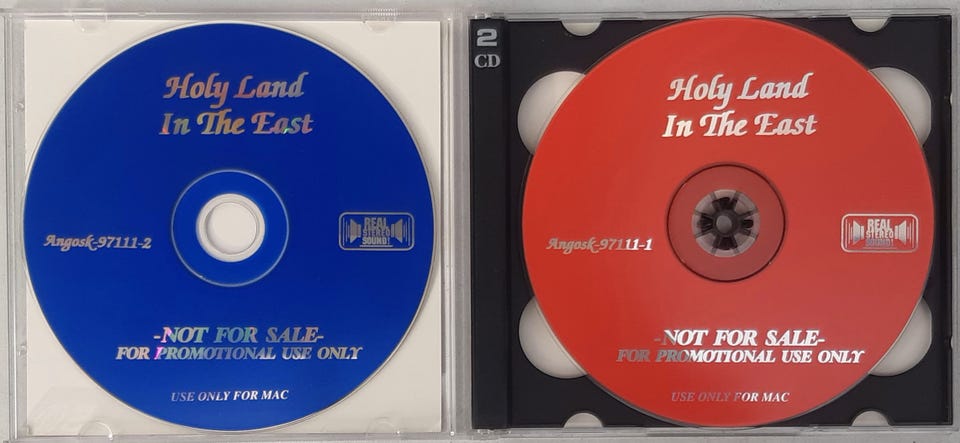 Holy Land
In The East
Angosk-97111-2
REAL
STEREO
SOUND!
-NOT FOR SALE-
FOR PROMOTIONAL USE ONLY
USE ONLY FOR MAC
2
CD
Holy Land
In The East
Angosk-97111-1
REAL
STEREO
SOUND!
-NOT FOR SALE-
FOR PROMOTIONAL USE ONLY
USE ONLY FOR MAC